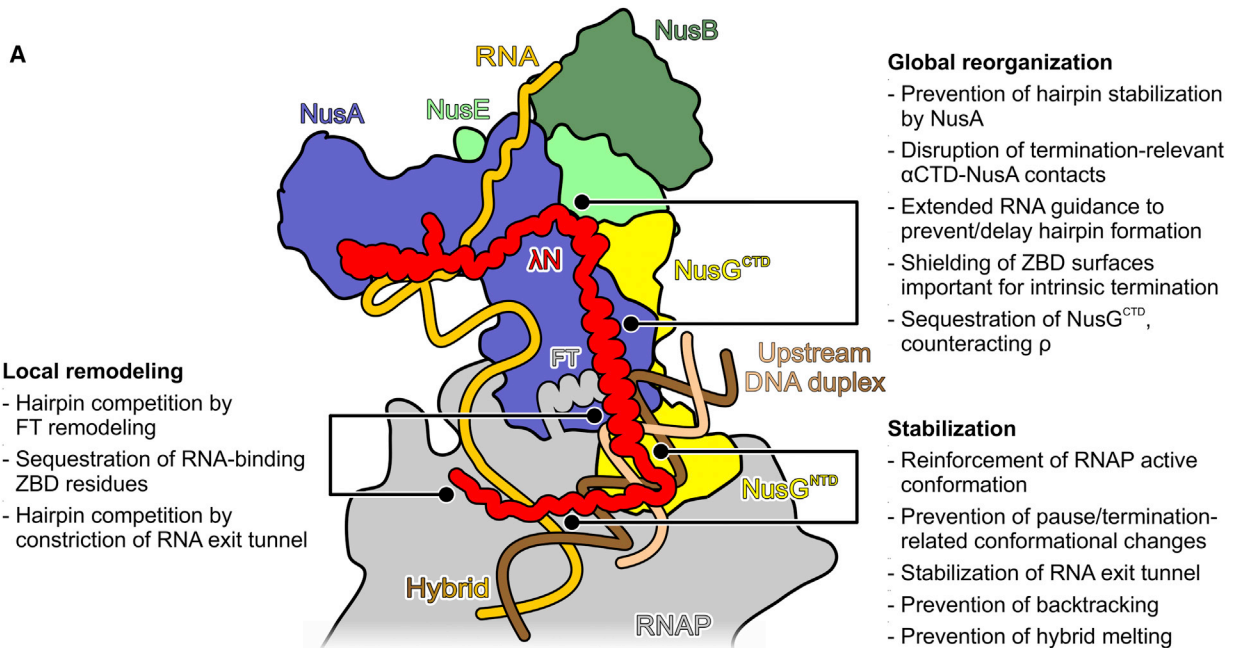 A
NusB
RNA
NusE
NusA
λN
NusG^CTD
FT
Upstream
DNA duplex
NusG^NTD
Hybrid
RNAP
Global reorganization
- Prevention of hairpin stabilization
by NusA
- Disruption of termination-relevant
αCTD-NusA contacts
- Extended RNA guidance to
prevent/delay hairpin formation
- Shielding of ZBD surfaces
important for intrinsic termination
- Sequestration of NusG^CTD,
counteracting ρ
Local remodeling
- Hairpin competition by
FT remodeling
- Sequestration of RNA-binding
ZBD residues
- Hairpin competition by
constriction of RNA exit tunnel
Stabilization
- Reinforcement of RNAP active
conformation
- Prevention of pause/termination-
related conformational changes
- Stabilization of RNA exit tunnel
- Prevention of backtracking
- Prevention of hybrid melting